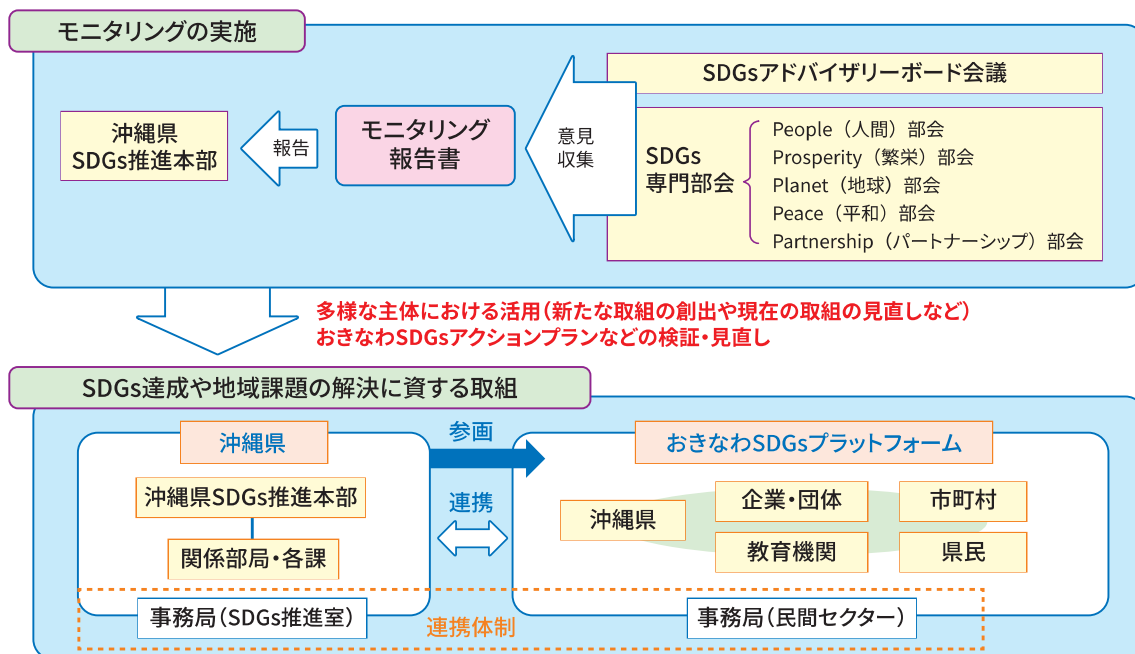 モニタリングの実施
SDGsアドバイザリーボード会議
沖縄県
SDGs推進本部
報告
モニタリング
報告書
意見
収集
SDGs
専門部会
People（人間）部会
Prosperity（繁栄）部会
Planet（地球）部会
Peace（平和）部会
Partnership（パートナーシップ）部会
多様な主体における活用（新たな取組の創出や現在の取組の見直しなど）
おきなわSDGsアクションプランなどの検証・見直し
SDGs達成や地域課題の解決に資する取組
沖縄県
沖縄県SDGs推進本部
関係部局・各課
事務局（SDGs推進室）
参画
連携
連携体制
おきなわSDGsプラットフォーム
沖縄県
企業・団体
市町村
教育機関
県民
事務局（民間セクター）